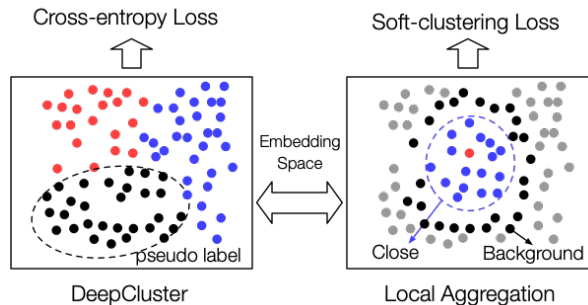 Cross-entropy Loss
Soft-clustering Loss
Embedding
Space
pseudo label
Close
Background
DeepCluster
Local Aggregation